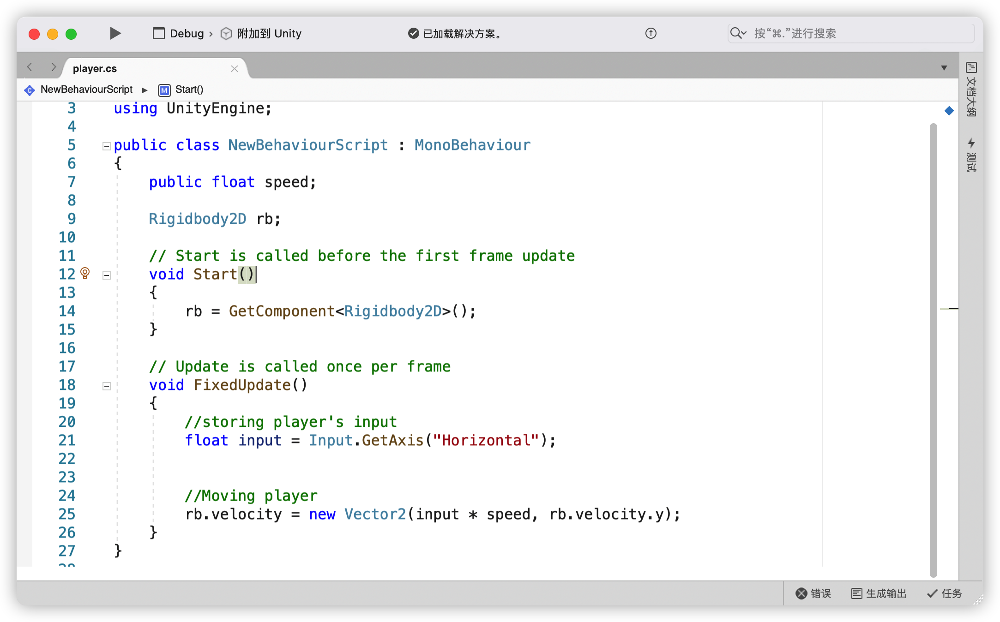 Debug › 附加到 Unity
已加载解决方案。
按“⌘.”进行搜索
player.cs
NewBehaviourScript ▸ M Start()
文档大纲
测试
3 using UnityEngine;
4
5 public class NewBehaviourScript : MonoBehaviour
6 {
7 public float speed;
8
9 Rigidbody2D rb;
10
11 // Start is called before the first frame update
12 void Start()
13 {
14 rb = GetComponent<Rigidbody2D>();
15 }
16
17 // Update is called once per frame
18 void FixedUpdate()
19 {
20 //storing player's input
21 float input = Input.GetAxis("Horizontal");
22
23
24 //Moving player
25 rb.velocity = new Vector2(input * speed, rb.velocity.y);
26 }
27 }
错误 生成输出 任务